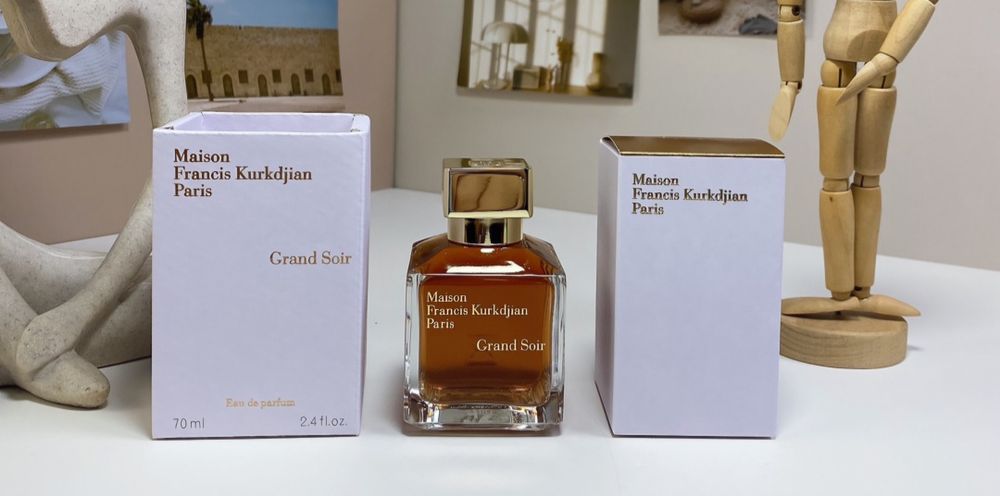 Maison
Francis Kurkdjian
Paris
Grand Soir
Eau de parfum
70 ml
2.4 fl.oz.
Maison
Francis Kurkdjian
Paris
Grand Soir
Maison
Francis Kurkdjian
Paris